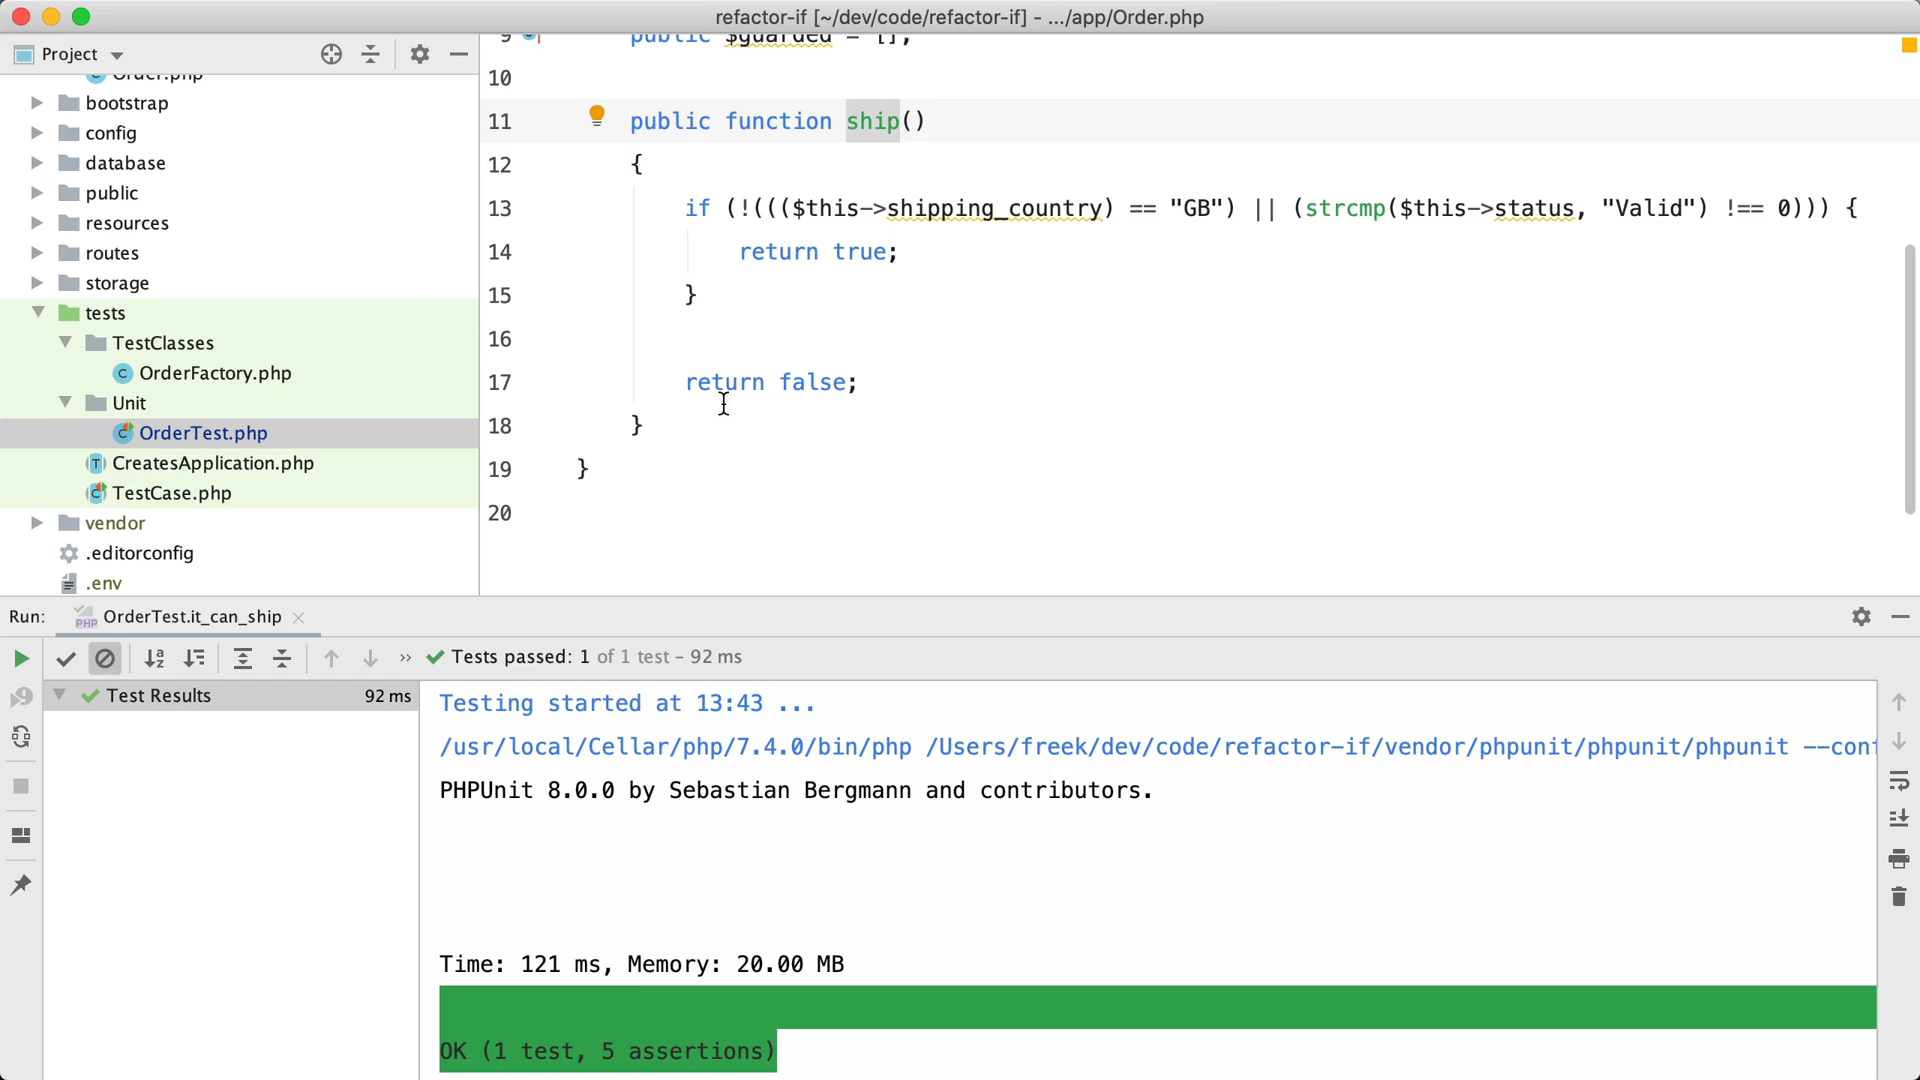 refactor-if [~/dev/code/refactor-if] - .../app/Order.php
Project
Order.php
bootstrap
config
database
public
resources
routes
storage
tests
TestClasses
OrderFactory.php
Unit
OrderTest.php
CreatesApplication.php
TestCase.php
vendor
.editorconfig
.env
9 public $guarded = [];
10
11 public function ship()
12 {
13 if (!((($this->shipping_country) == "GB") || (strcmp($this->status, "Valid") !== 0))) {
14 return true;
15 }
16
17 return false;
18 }
19 }
20
Run: OrderTest.it_can_ship
Tests passed: 1 of 1 test – 92 ms
Test Results 92 ms
Testing started at 13:43 ...
/usr/local/Cellar/php/7.4.0/bin/php /Users/freek/dev/code/refactor-if/vendor/phpunit/phpunit/phpunit --conf
PHPUnit 8.0.0 by Sebastian Bergmann and contributors.
Time: 121 ms, Memory: 20.00 MB
OK (1 test, 5 assertions)